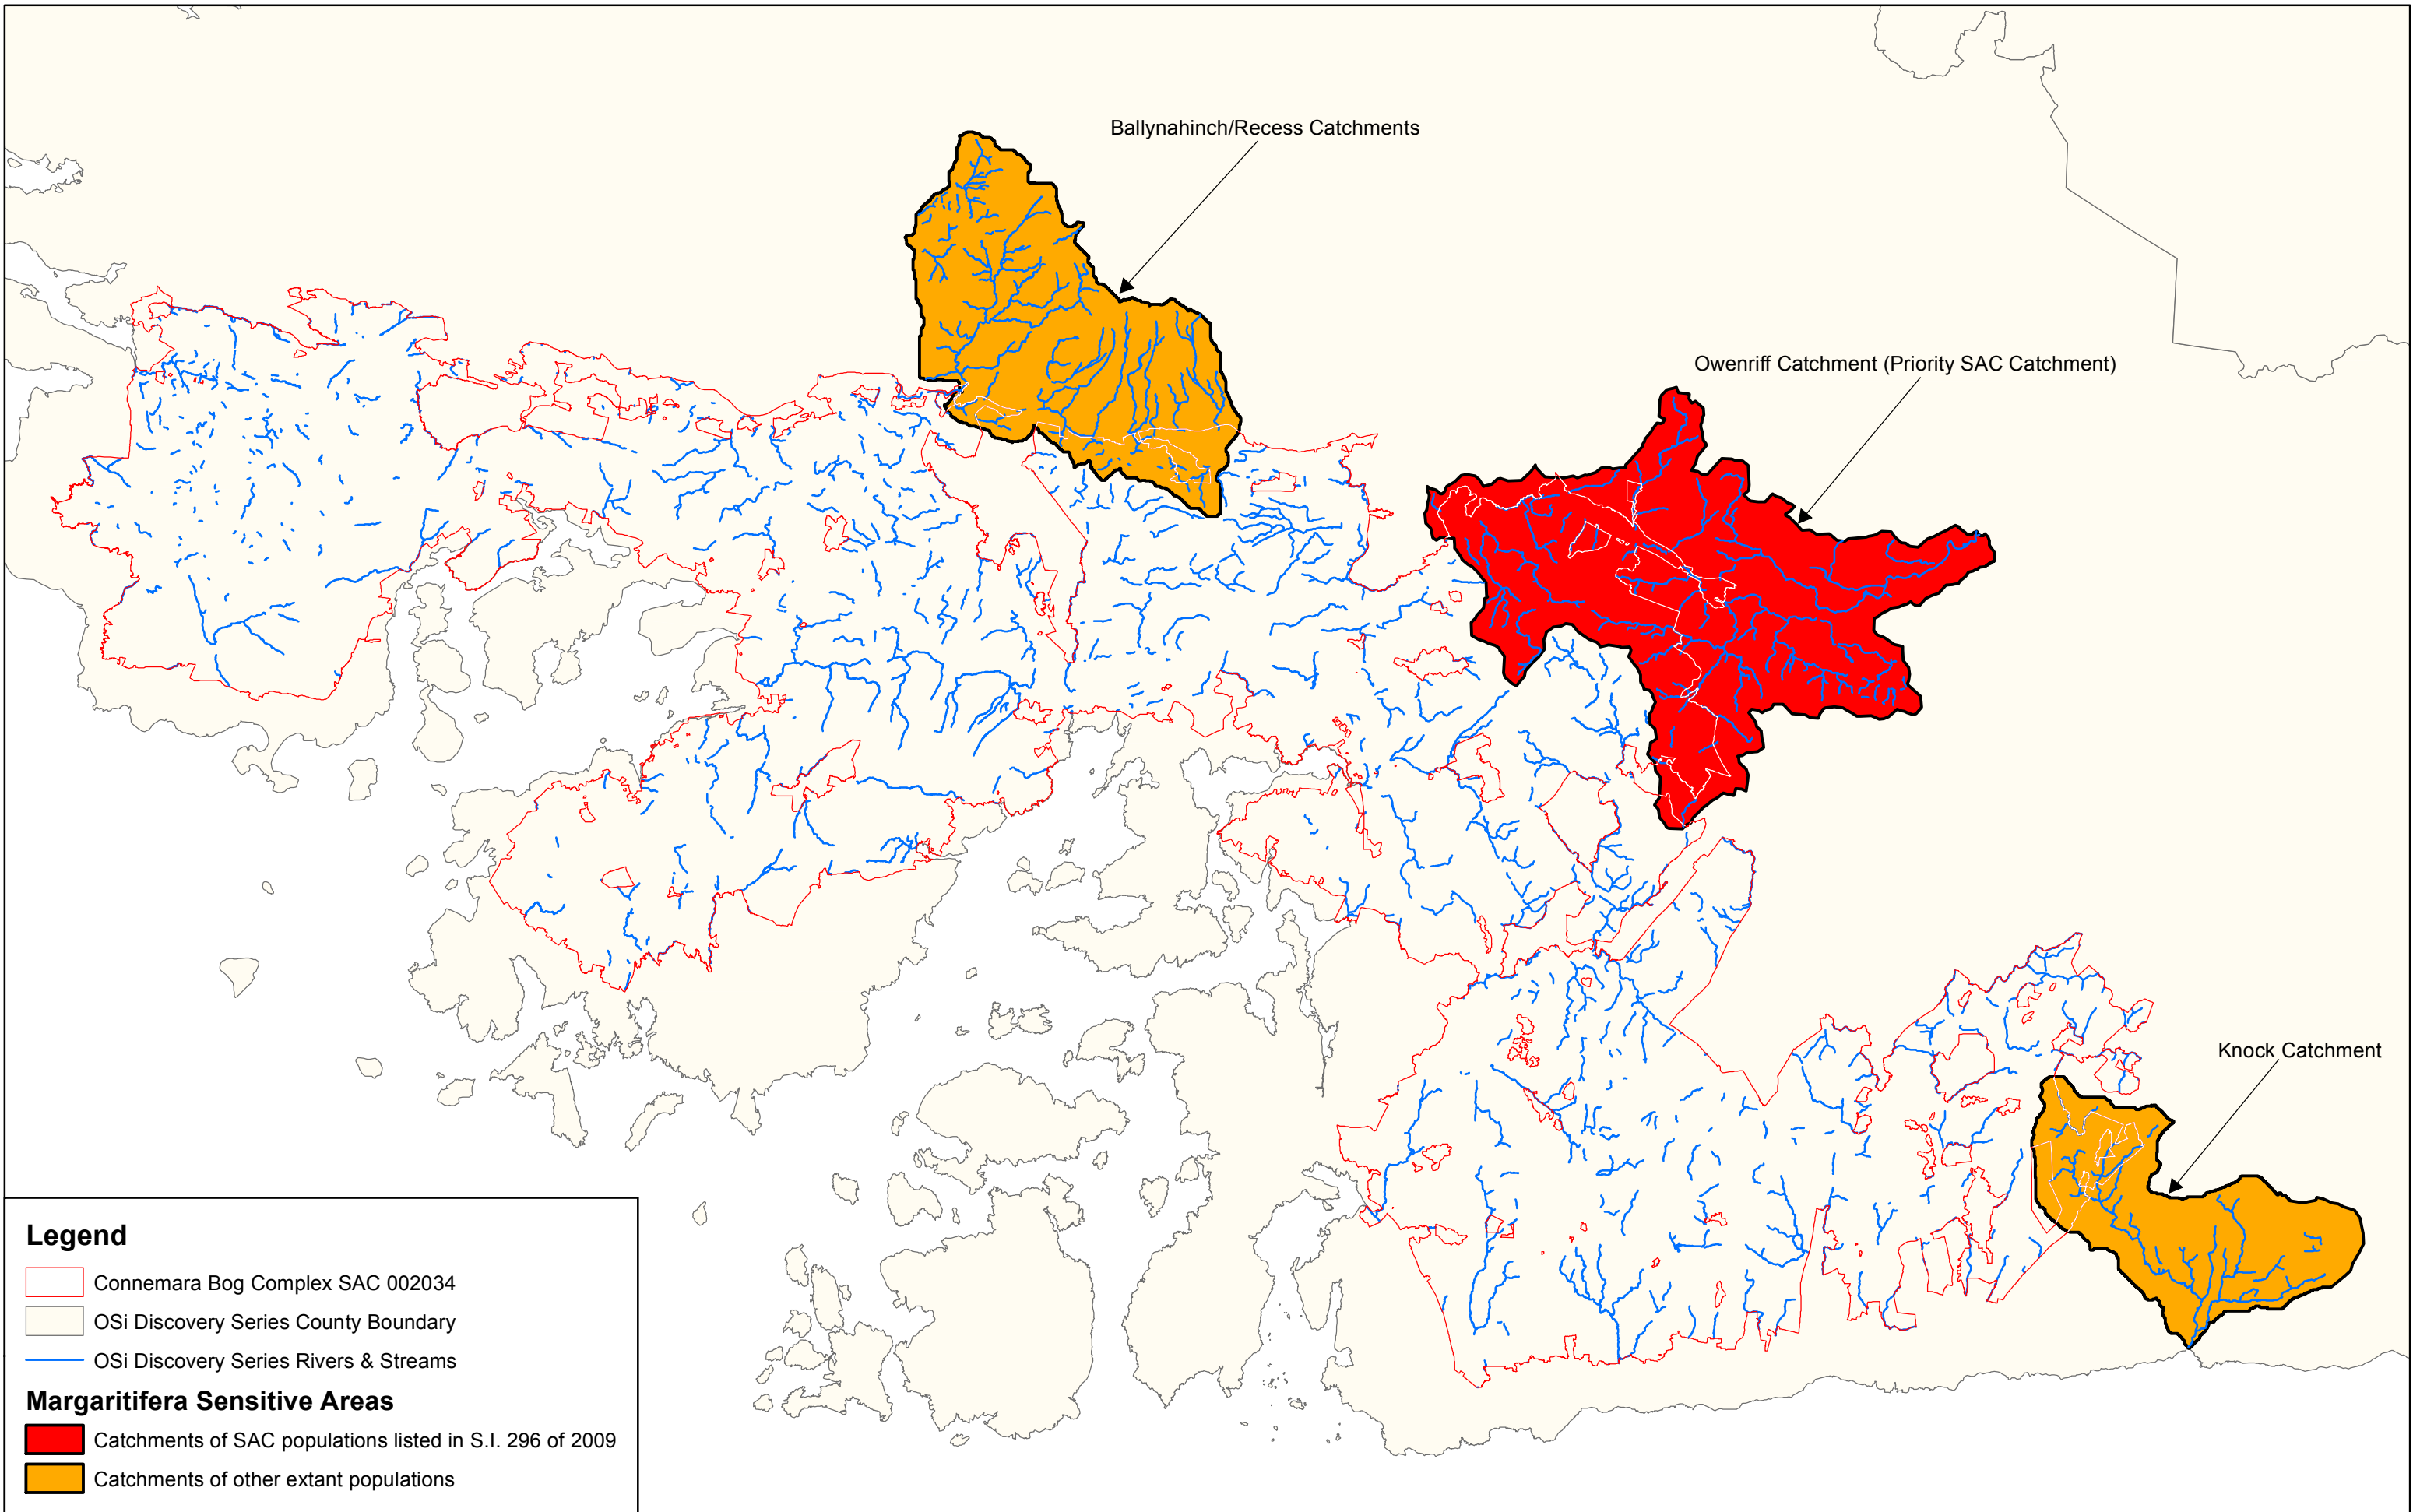 Ballynahinch/Recess Catchments
Owenriff Catchment (Priority SAC Catchment)
Knock Catchment
Legend
Connemara Bog Complex SAC 002034
OSi Discovery Series County Boundary
OSi Discovery Series Rivers & Streams
Margaritifera Sensitive Areas
Catchments of SAC populations listed in S.I. 296 of 2009
Catchments of other extant populations